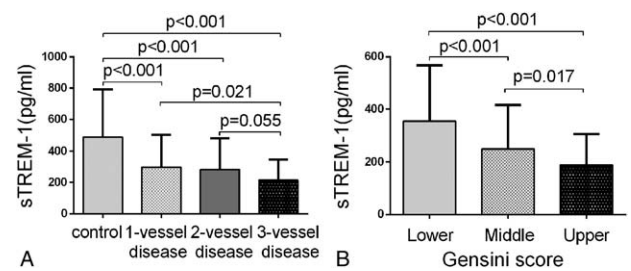 p<0.001
p<0.001
p<0.001
p=0.021
p=0.055
sTREM-1(pg/ml)
1000
800
600
400
200
0
control 1-vessel 2-vessel 3-vessel
disease disease disease
A
p<0.001
p<0.001
p=0.017
sTREM-1(pg/ml)
600
400
200
0
Lower Middle Upper
Gensini score
B